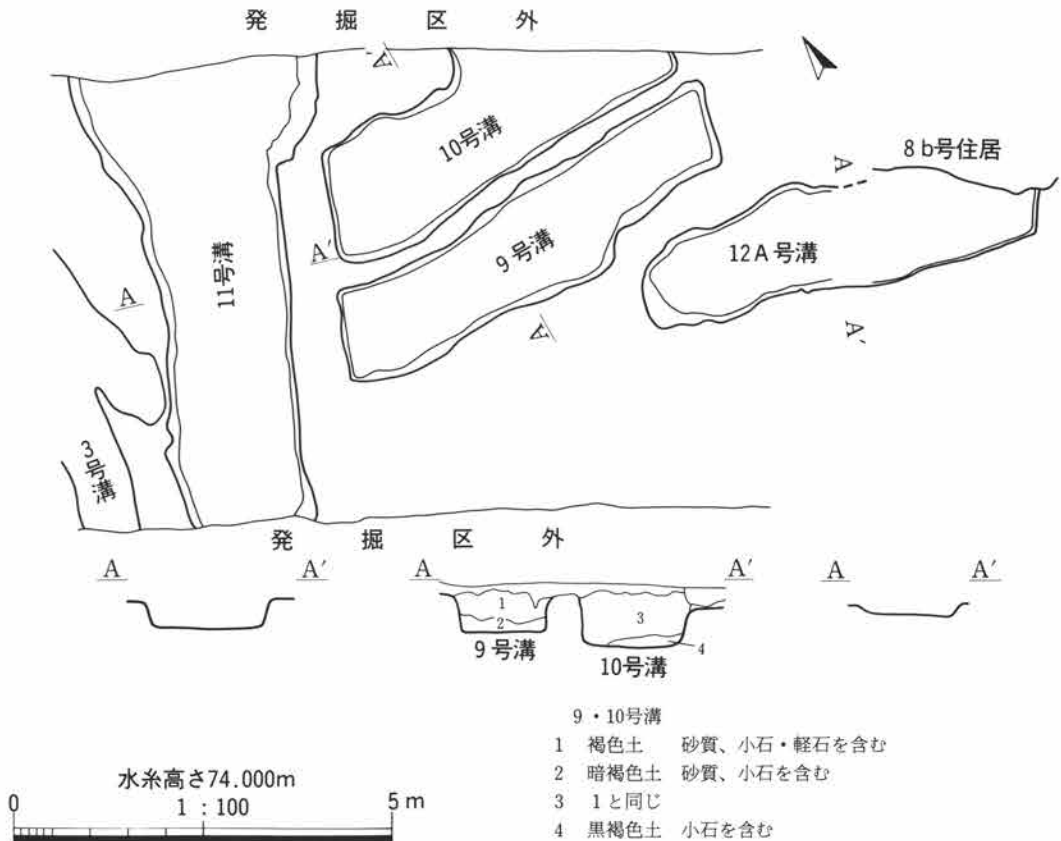 発掘区外
A'
10号溝
8b号住居
A
A'
9号溝
12A号溝
11号溝
A
A
A'
3号溝
発掘区外
A A' A A' A A'
1
2
3
4
9号溝
10号溝
9・10号溝
1 褐色土 砂質、小石・軽石を含む
2 暗褐色土 砂質、小石を含む
3 1と同じ
4 黒褐色土 小石を含む
水糸高さ74.000m
0 1:100 5m